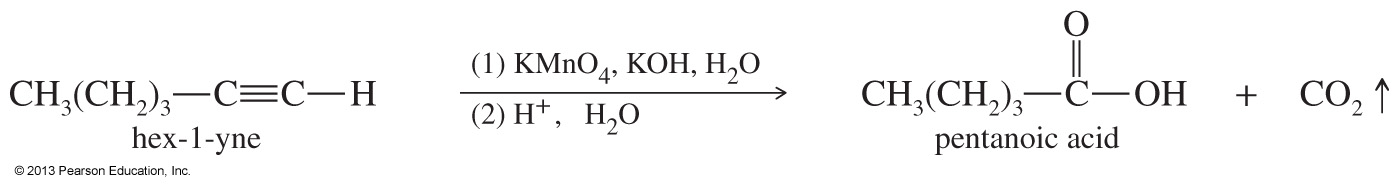 O
(1) KMnO₄, KOH, H₂O
CH₃(CH₂)₃—C≡C—H
CH₃(CH₂)₃—C—OH + CO₂ ↑
(2) H⁺, H₂O
hex-1-yne
pentanoic acid
© 2013 Pearson Education, Inc.